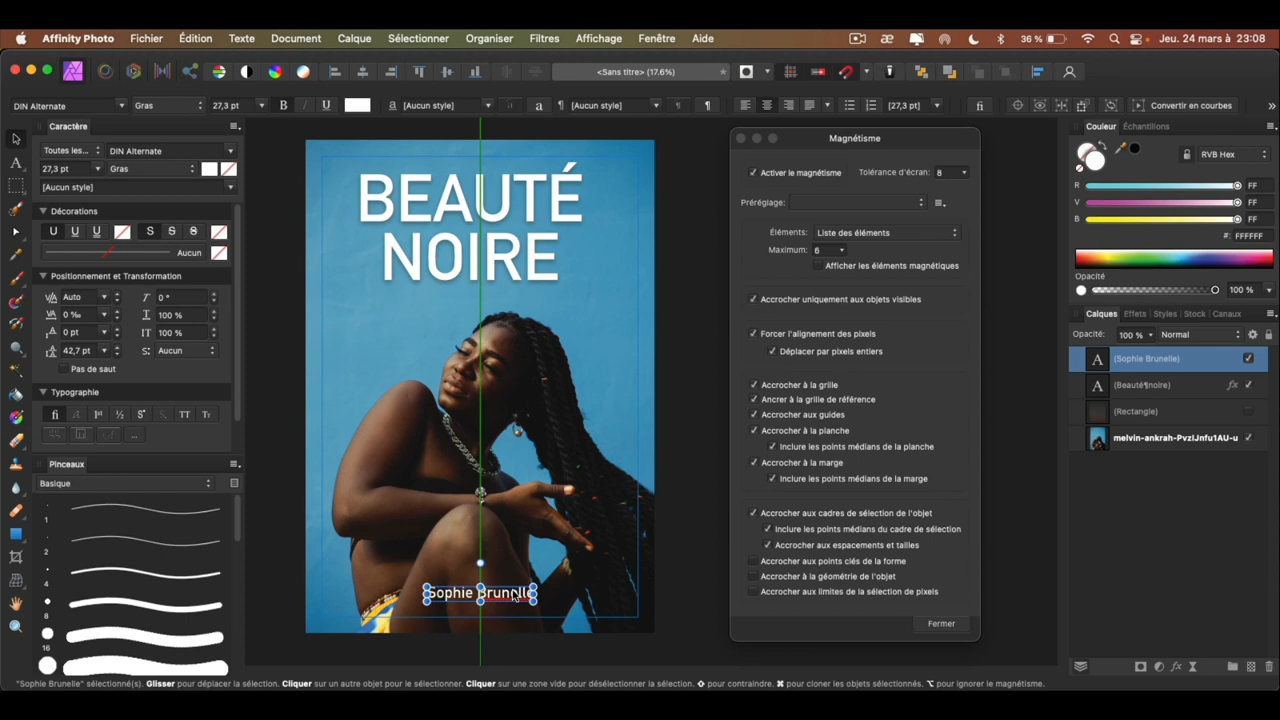 Affinity Photo Fichier Édition Texte Document Calque Sélectionner Organiser Filtres Affichage Fenêtre Aide 36 % Jeu. 24 mars à 23:08
<Sans titre> (17.6%)
DIN Alternate Gras 27,3 pt B I U a [Aucun style] a ¶ [Aucun style] ¶ ¶ [27,3 pt] fi Convertir en courbes
Caractère
Toutes les... DIN Alternate
27,3 pt Gras
[Aucun style]
Décorations
U U U S S S
Aucun
Positionnement et Transformation
Auto 0 °
0 ‰ 100 %
0 pt 100 %
42,7 pt S: Aucun
Pas de saut
Typographie
fi
TT
Pinceaux
Basique
1
2
4
8
16
BEAUTÉ
NOIRE
Sophie Brunelle
Magnétisme
Activer le magnétisme Tolérance d'écran: 8
Préréglage:
Éléments: Liste des éléments
Maximum: 6
Afficher les éléments magnétiques
Accrocher uniquement aux objets visibles
Forcer l'alignement des pixels
Déplacer par pixels entiers
Accrocher à la grille
Ancrer à la grille de référence
Accrocher aux guides
Accrocher à la planche
Inclure les points médians de la planche
Accrocher à la marge
Inclure les points médians de la marge
Accrocher aux cadres de sélection de l'objet
Inclure les points médians du cadre de sélection
Accrocher aux espacements et tailles
Accrocher aux points clés de la forme
Accrocher à la géométrie de l'objet
Accrocher aux limites de la sélection de pixels
Fermer
Couleur Échantillons
RVB Hex
R FF
V FF
B FF
#: FFFFFF
Opacité
100 %
Calques Effets Styles Stock Canaux
Opacité: 100 % Normal
A (Sophie Brunelle)
A (Beauté¶noire) fx
(Rectangle)
melvin-ankrah-PvzIJnfu1AU-u
"Sophie Brunelle" sélectionné(s). Glisser pour déplacer la sélection. Cliquer sur un autre objet pour le sélectionner. Cliquer sur une zone vide pour désélectionner la sélection. ⇧ pour contraindre. ⌘ pour cloner les objets sélectionnés. ⌥ pour ignorer le magnétisme.